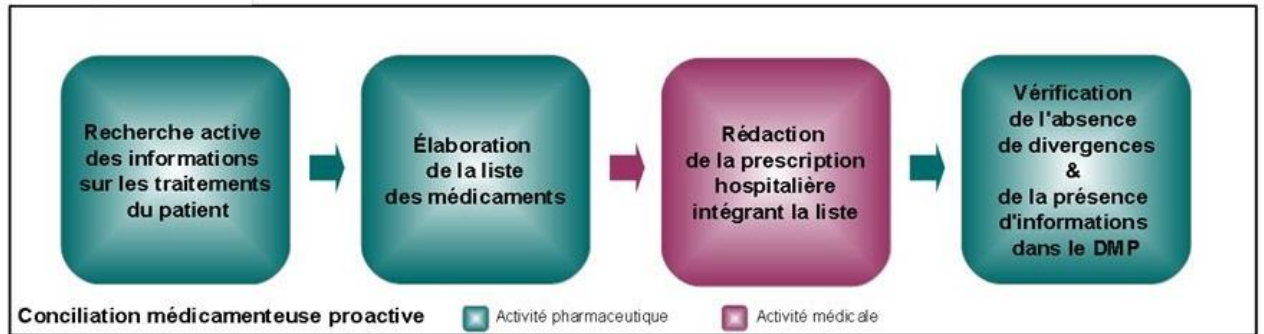 Recherche active
des informations
sur les traitements
du patient
Élaboration
de la liste
des médicaments
Rédaction
de la prescription
hospitalière
intégrant la liste
Vérification
de l'absence
de divergences
&
de la présence
d'informations
dans le DMP
Conciliation médicamenteuse proactive
Activité pharmaceutique
Activité médicale